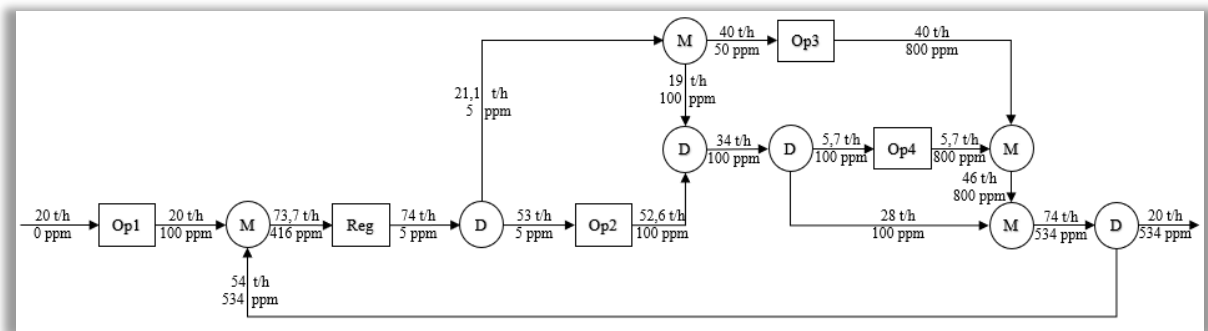 M
40 t/h
50 ppm
Op3
40 t/h
800 ppm
19 t/h
100 ppm
21,1 t/h
5 ppm
D
34 t/h
100 ppm
D
5,7 t/h
100 ppm
Op4
5,7 t/h
800 ppm
M
46 t/h
800 ppm
20 t/h
0 ppm
Op1
20 t/h
100 ppm
M
73,7 t/h
416 ppm
Reg
74 t/h
5 ppm
D
53 t/h
5 ppm
Op2
52,6 t/h
100 ppm
28 t/h
100 ppm
M
74 t/h
534 ppm
D
20 t/h
534 ppm
54 t/h
534 ppm